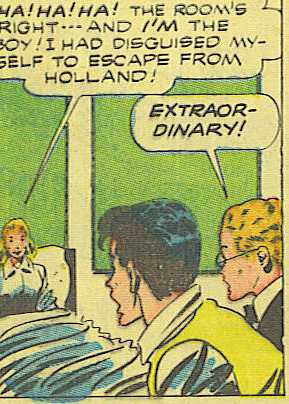 HA! HA! HA! THE ROOM'S
RIGHT--- AND I'M THE
BOY! I HAD DISGUISED MY-
SELF TO ESCAPE FROM
HOLLAND!
EXTRAOR-
DINARY!